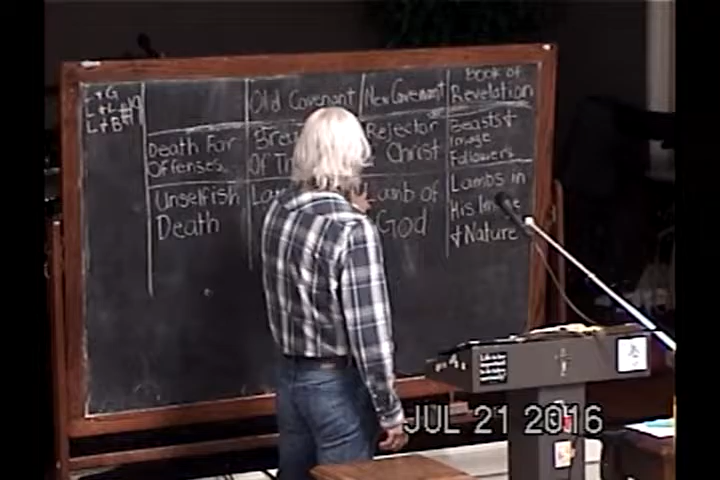 L+G
L+L
L+B
Old Covenant
New Covenant
Book of
Revelation
Death For
Offenses
Of
Rejector
Christ
Beasts+
Image
Followers
Unselfish
Death
Lamb of
God
Lambs in
His Image
+Nature
JUL 21 2016